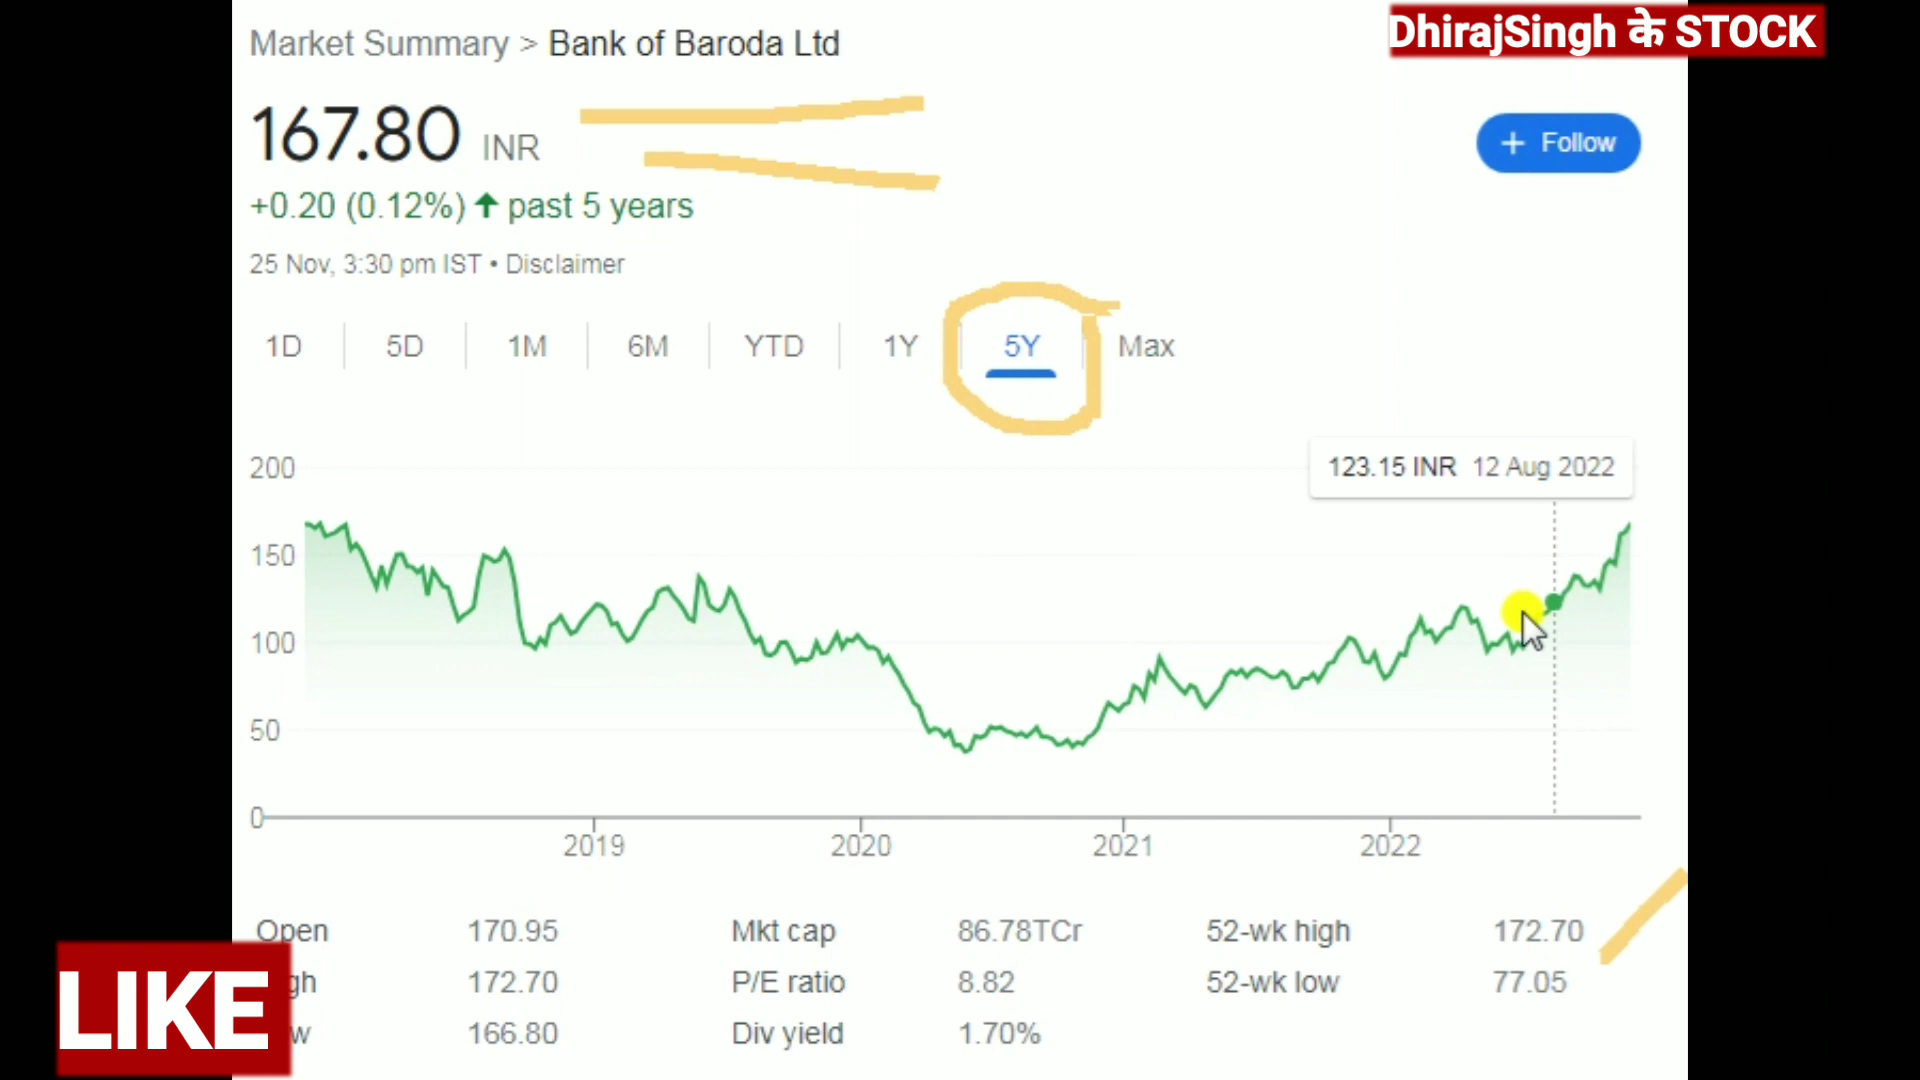 DhirajSingh के STOCK
Market Summary > Bank of Baroda Ltd
167.80 INR
+ Follow
+0.20 (0.12%) ↑ past 5 years
25 Nov, 3:30 pm IST • Disclaimer
1D 5D 1M 6M YTD 1Y 5Y Max
123.15 INR 12 Aug 2022
200
150
100
50
0
2019 2020 2021 2022
Open 170.95 Mkt cap 86.78TCr 52-wk high 172.70
gh 172.70 P/E ratio 8.82 52-wk low 77.05
w 166.80 Div yield 1.70%
LIKE